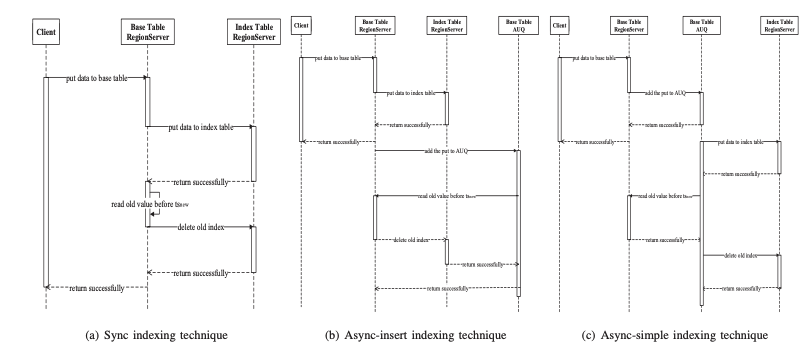 Client
Base Table
RegionServer
Index Table
RegionServer
put data to base table
put data to index table
return successfully
read old value before tsnew
delete old index
return successfully
return successfully
(a) Sync indexing technique
Client
Base Table
RegionServer
Index Table
RegionServer
Base Table
AUQ
put data to base table
put data to index table
return successfully
return successfully
add the put to AUQ
read old value before tsnew
delete old index
return successfully
return successfully
(b) Async-insert indexing technique
Client
Base Table
RegionServer
Base Table
AUQ
Index Table
RegionServer
put data to base table
add the put to AUQ
return successfully
return successfully
put data to index table
return successfully
read old value before tsnew
return successfully
delete old index
return successfully
(c) Async-simple indexing technique